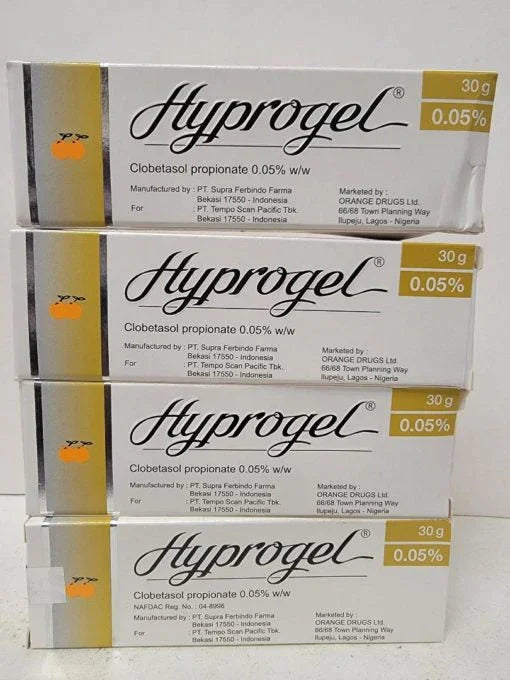 Hyprogel®
30 g
0.05%
Clobetasol propionate 0.05% w/w
Manufactured by : PT. Supra Ferbindo Farma
Bekasi 17550 - Indonesia
For : PT. Tempo Scan Pacific Tbk.
Bekasi 17550 - Indonesia
Marketed by :
ORANGE DRUGS Ltd.
66/68 Town Planning Way
Ilupeju, Lagos - Nigeria
Hyprogel®
30 g
0.05%
Clobetasol propionate 0.05% w/w
Manufactured by : PT. Supra Ferbindo Farma
Bekasi 17550 - Indonesia
For : PT. Tempo Scan Pacific Tbk.
Bekasi 17550 - Indonesia
Marketed by :
ORANGE DRUGS Ltd.
66/68 Town Planning Way
Ilupeju, Lagos - Nigeria
Hyprogel®
30 g
0.05%
Clobetasol propionate 0.05% w/w
Manufactured by : PT. Supra Ferbindo Farma
Bekasi 17550 - Indonesia
For : PT. Tempo Scan Pacific Tbk.
Bekasi 17550 - Indonesia
Marketed by :
ORANGE DRUGS Ltd.
66/68 Town Planning Way
Ilupeju, Lagos - Nigeria
Hyprogel®
30 g
0.05%
Clobetasol propionate 0.05% w/w
NAFDAC Reg. No. : 04-8996
Manufactured by : PT. Supra Ferbindo Farma
Bekasi 17550 - Indonesia
For : PT. Tempo Scan Pacific Tbk.
Bekasi 17550 - Indonesia
Marketed by :
ORANGE DRUGS Ltd.
66/68 Town Planning Way
Ilupeju, Lagos - Nigeria